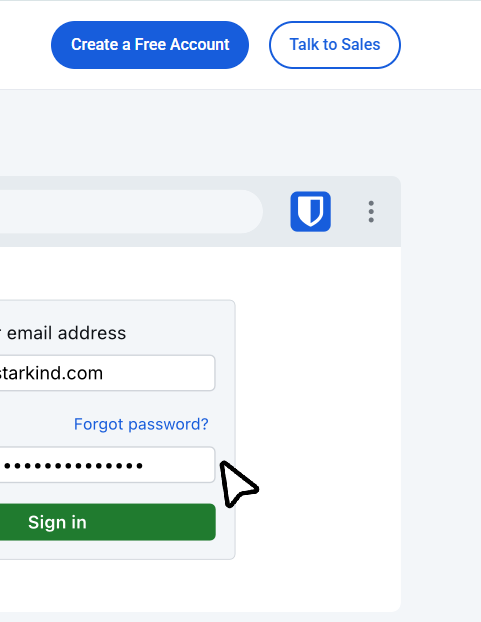 Create a Free Account
Talk to Sales
email address
starkind.com
Forgot password?
••••••••••••••
Sign in